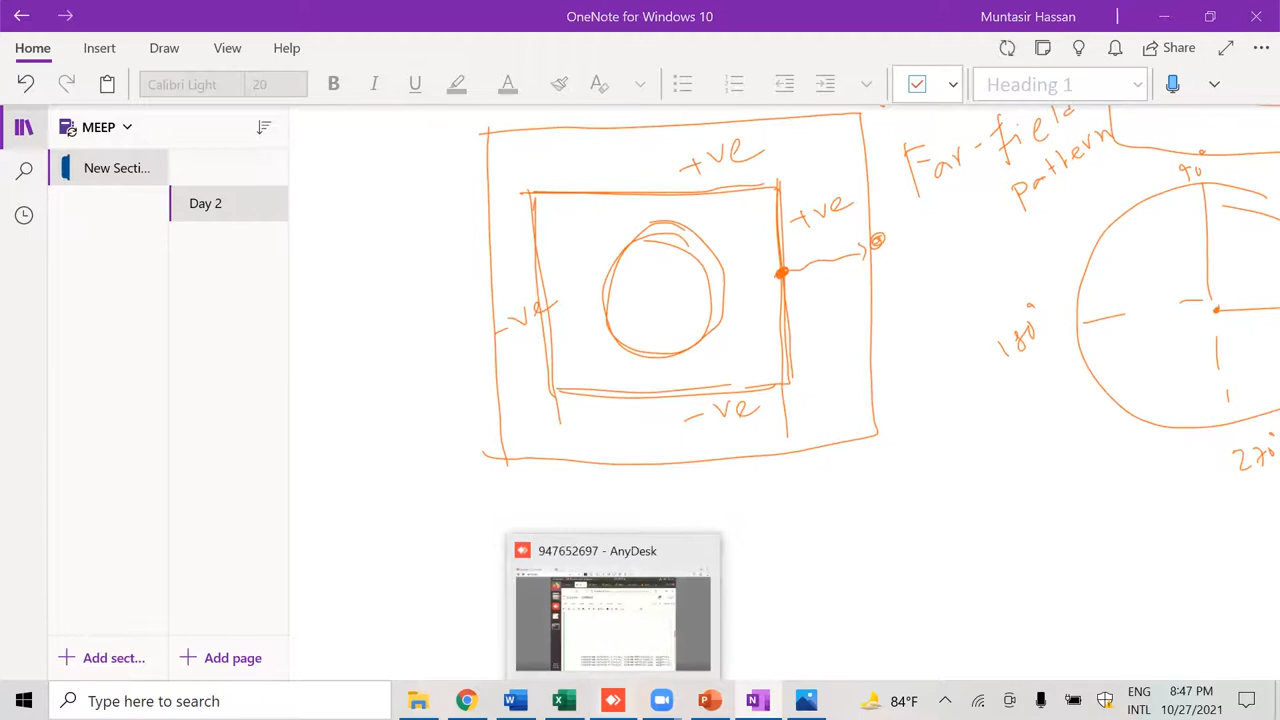 OneNote for Windows 10
Muntasir Hassan
Home
Insert
Draw
View
Help
Share
Calibri Light
20
B
I
U
A
Heading 1
MEEP
New Secti...
Day 2
+ve
+ve
-ve
-ve
Far-field
pattern
90°
180°
270°
947652697 - AnyDesk
Add sect...
Add page
Type here to search
84°F
ENG
INTL
8:47 PM
10/27/2021